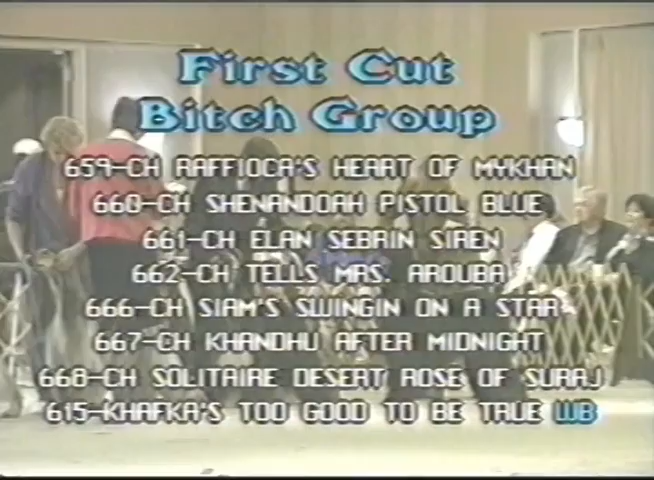 First Cut
Bitch Group
659-CH RAFFIOCA'S HEART OF MYKHAN
660-CH SHENANDOAH PISTOL BLUE
661-CH ELAN SEBRIN SIREN
662-CH TELLS MRS. AROUBA
666-CH SIAM'S SWINGIN ON A STAR
667-CH KHANDHU AFTER MIDNIGHT
668-CH SOLITAIRE DESERT ROSE OF SURAJ
615-KHAFKA'S TOO GOOD TO BE TRUE WB